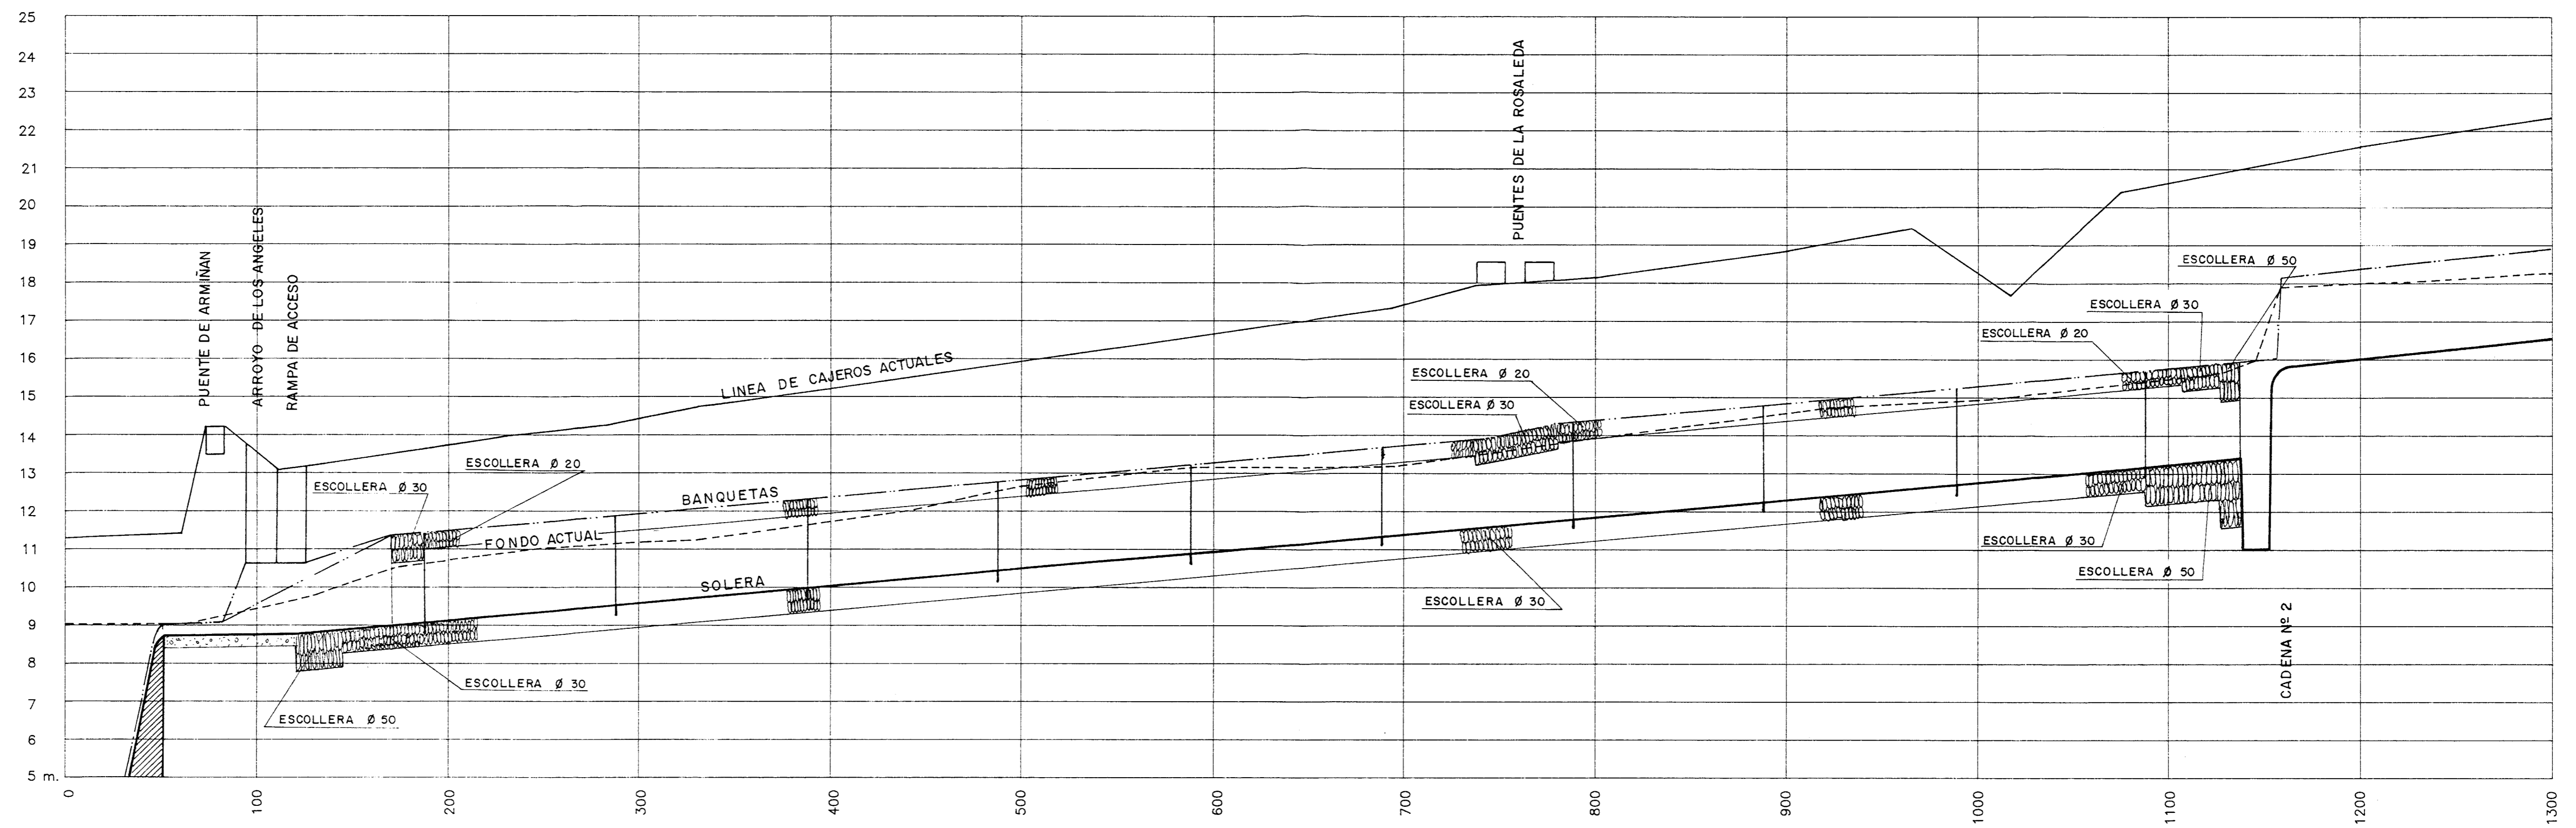 25
24
23
22
21
20
19
18
17
16
15
14
13
12
11
10
9
8
7
6
5 m.
PUENTE DE ARMIÑAN
ARROYO DE LOS ANGELES
RAMPA DE ACCESO
PUENTES DE LA ROSALEDA
ESCOLLERA Ø 50
ESCOLLERA Ø 30
ESCOLLERA Ø 20
LINEA DE CAJEROS ACTUALES
ESCOLLERA Ø 20
ESCOLLERA Ø 30
ESCOLLERA Ø 20
ESCOLLERA Ø 30
BANQUETAS
FONDO ACTUAL
SOLERA
ESCOLLERA Ø 30
ESCOLLERA Ø 50
ESCOLLERA Ø 30
ESCOLLERA Ø 30
ESCOLLERA Ø 50
CADENA Nº 2
0
100
200
300
400
500
600
700
800
900
1000
1100
1200
1300